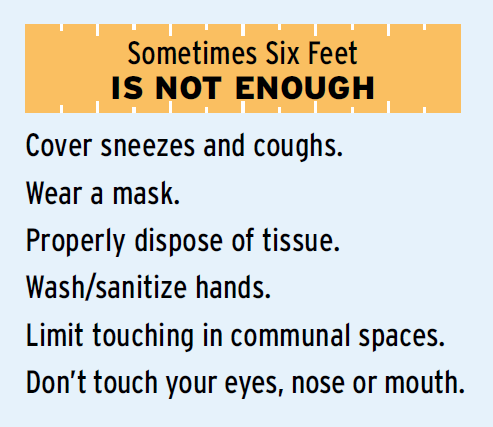 Sometimes Six Feet
IS NOT ENOUGH
Cover sneezes and coughs.
Wear a mask.
Properly dispose of tissue.
Wash/sanitize hands.
Limit touching in communal spaces.
Don’t touch your eyes, nose or mouth.